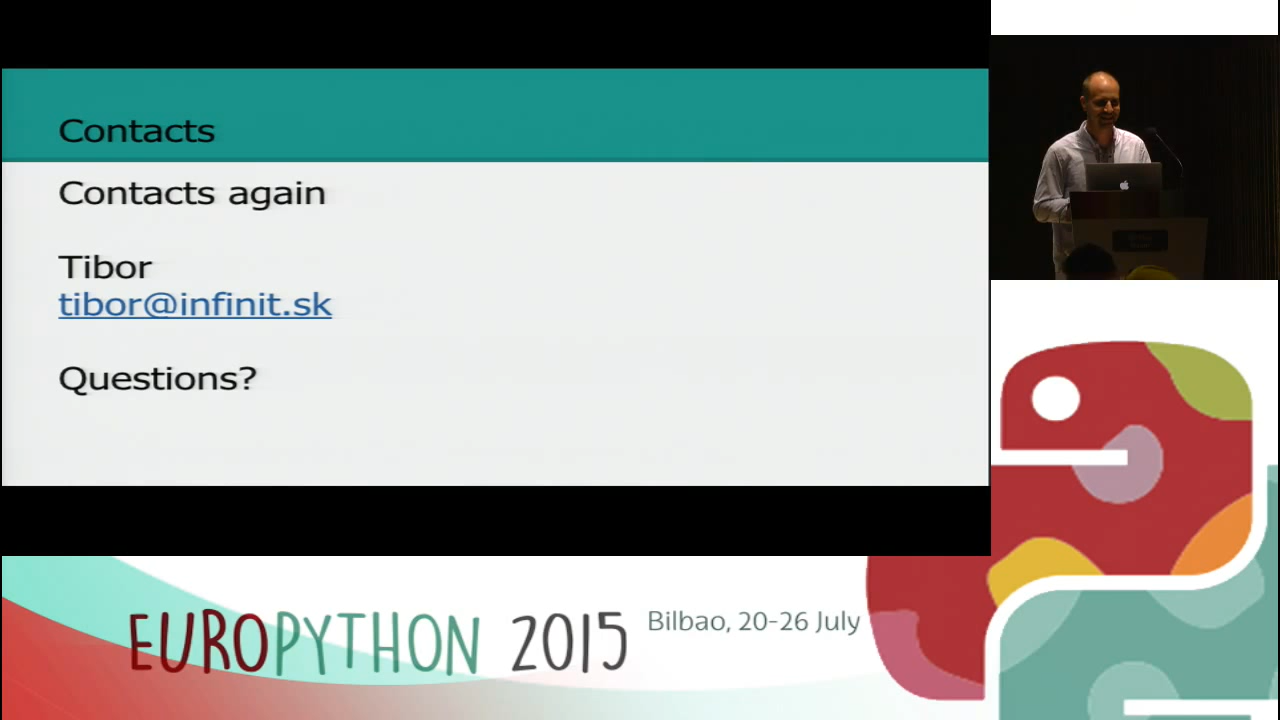 Contacts
Contacts again
Tibor
tibor@infinit.sk
Questions?
EUROPYTHON 2015
Bilbao, 20-26 July